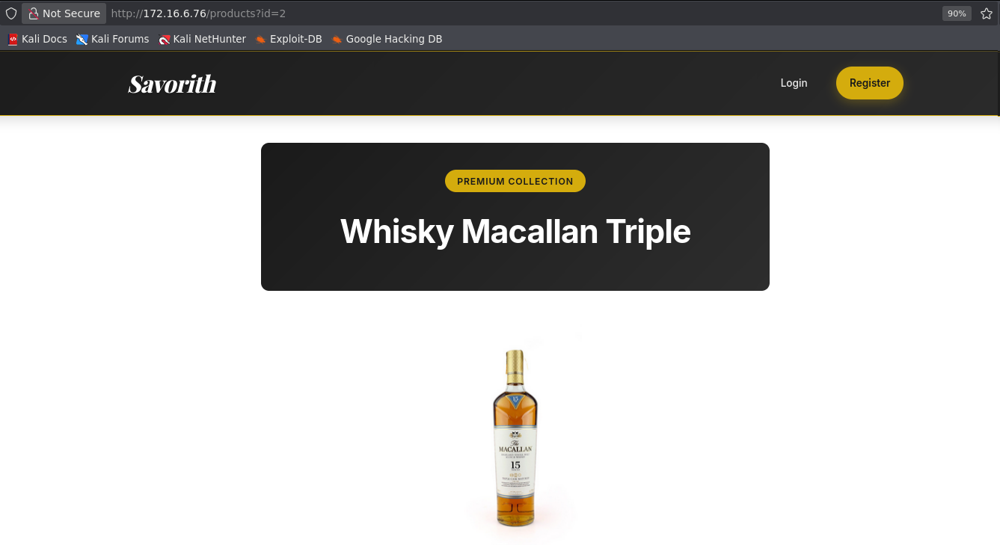 Not Secure http://172.16.6.76/products?id=2 90%
Kali Docs Kali Forums Kali NetHunter Exploit-DB Google Hacking DB
Savorith Login Register
PREMIUM COLLECTION
Whisky Macallan Triple
15
The
MACALLAN
15